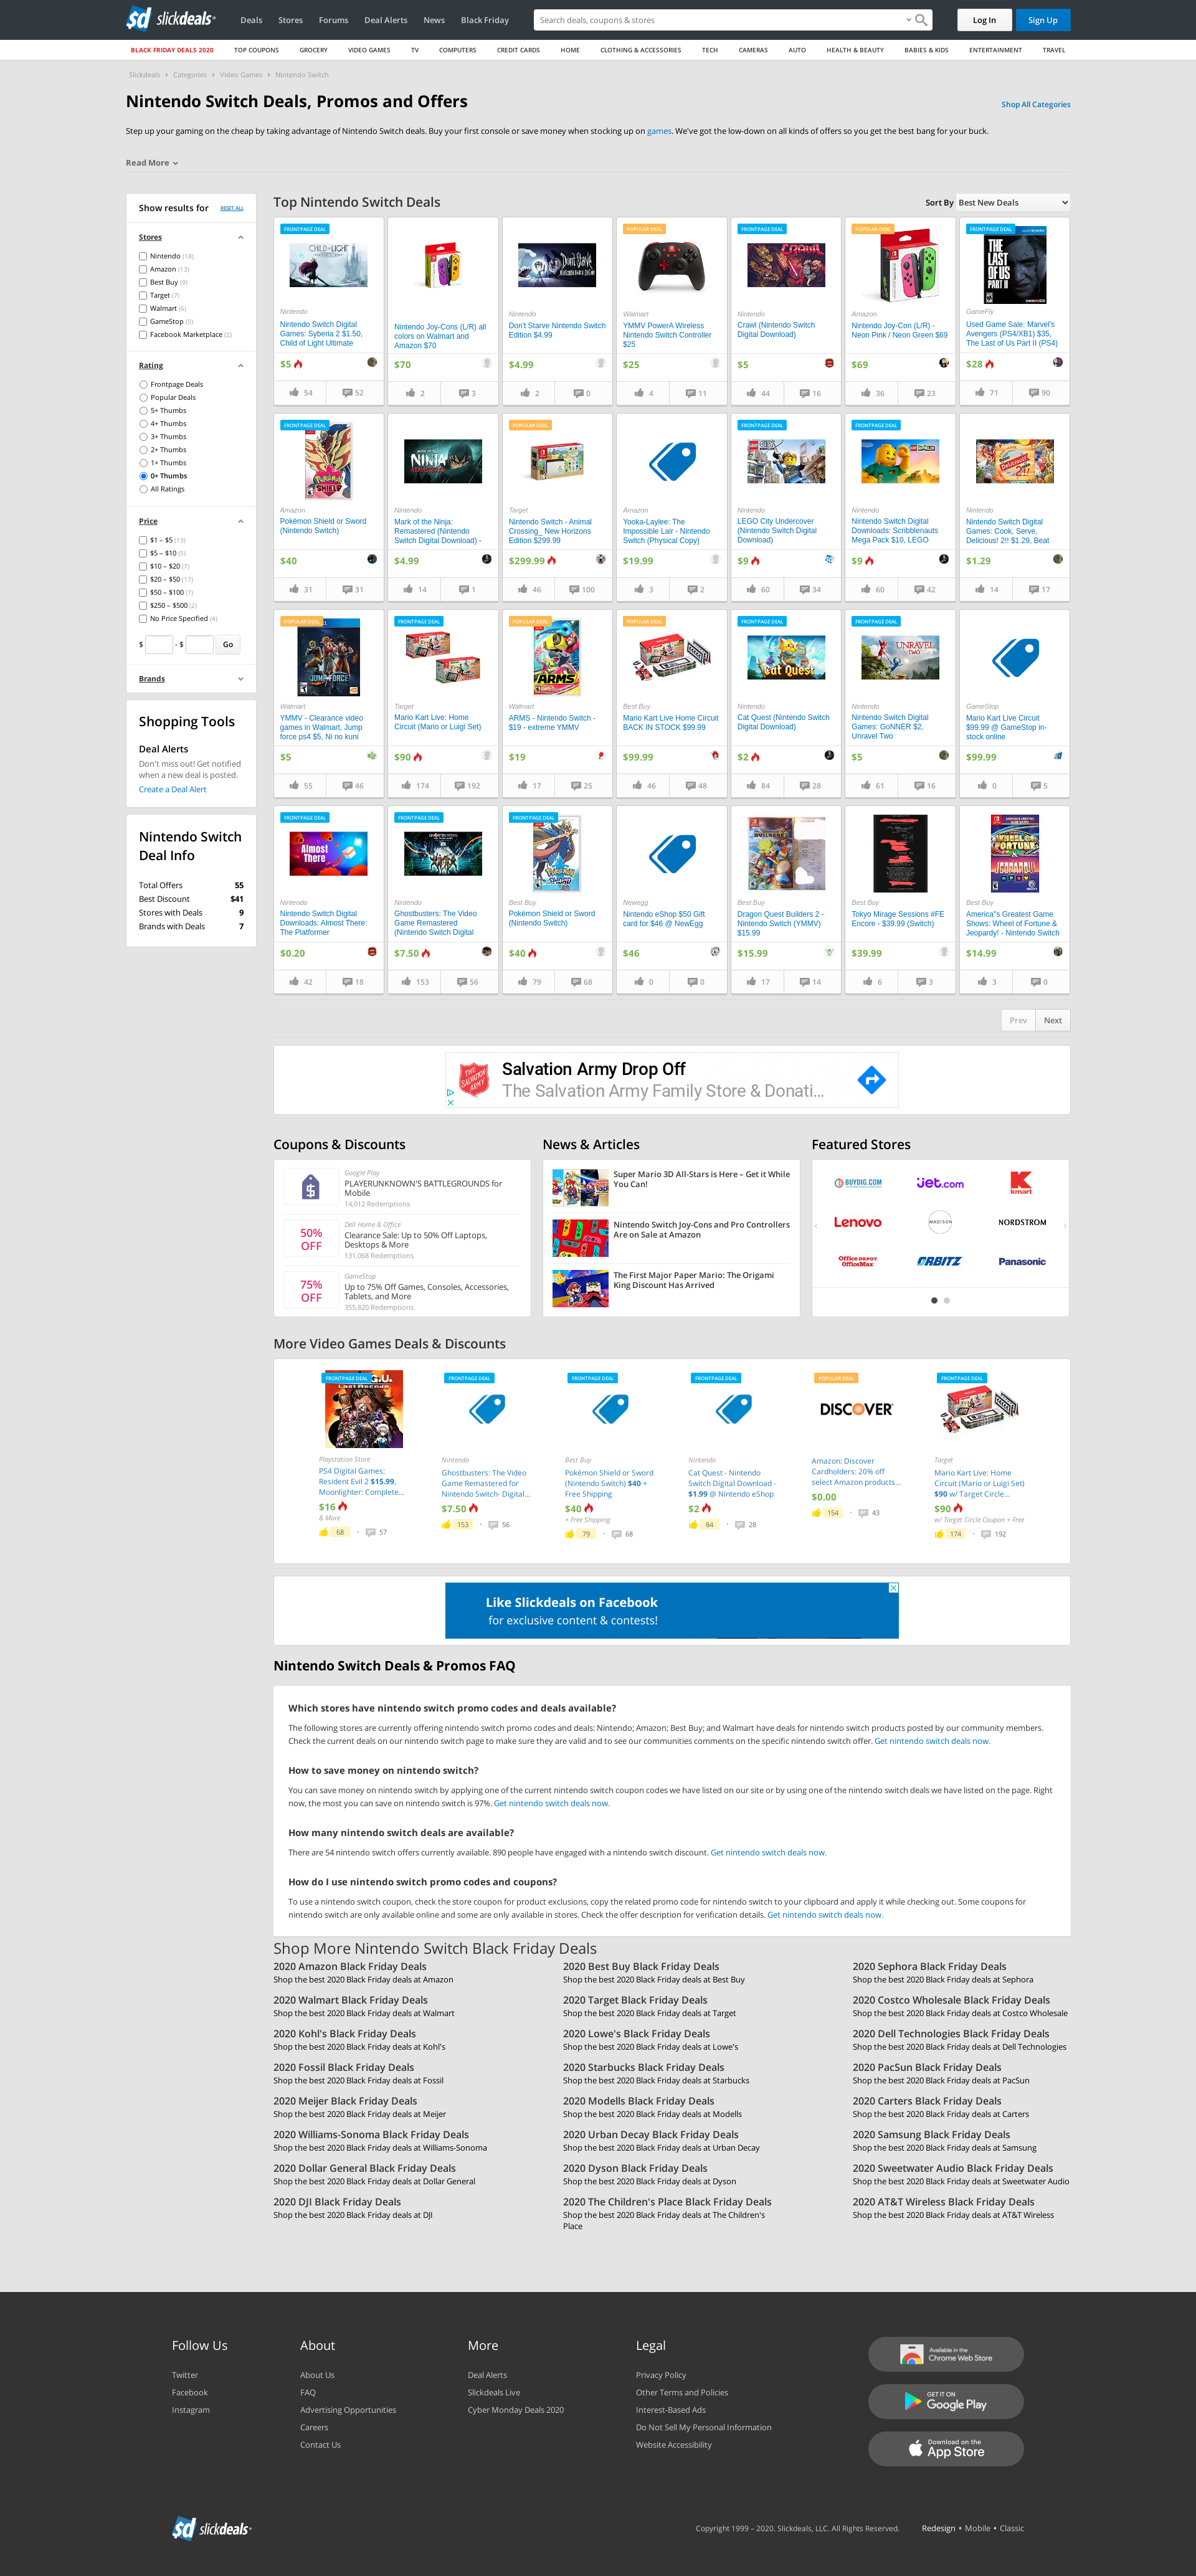 sd slickdeals
Deals
Stores
Forums
Deal Alerts
News
Black Friday
Search deals, coupons & stores
Log In
Sign Up
BLACK FRIDAY DEALS 2020
TOP COUPONS
GROCERY
VIDEO GAMES
TV
COMPUTERS
CREDIT CARDS
HOME
CLOTHING & ACCESSORIES
TECH
CAMERAS
AUTO
HEALTH & BEAUTY
BABIES & KIDS
ENTERTAINMENT
TRAVEL
Slickdeals > Categories > Video Games > Nintendo Switch
Nintendo Switch Deals, Promos and Offers
Shop All Categories
Step up your gaming on the cheap by taking advantage of Nintendo Switch deals. Buy your first console or save money when stocking up on games. We've got the low-down on all kinds of offers so you get the best bang for your buck.
Read More
Show results for
RESET ALL
Stores
Nintendo (18)
Amazon (13)
Best Buy (9)
Target (7)
Walmart (6)
GameStop (5)
Facebook Marketplace (2)
Rating
Frontpage Deals
Popular Deals
5+ Thumbs
4+ Thumbs
3+ Thumbs
2+ Thumbs
1+ Thumbs
0+ Thumbs
All Ratings
Price
$1 – $5 (13)
$5 – $10 (5)
$10 – $20 (7)
$20 – $50 (17)
$50 – $100 (7)
$250 – $500 (2)
No Price Specified (4)
$ - $ Go
Brands
Shopping Tools
Deal Alerts
Don't miss out! Get notified
when a new deal is posted.
Create a Deal Alert
Nintendo Switch
Deal Info
Total Offers 55
Best Discount $41
Stores with Deals 9
Brands with Deals 7
Top Nintendo Switch Deals
Sort By Best New Deals
FRONTPAGE DEAL
CHILD of LIGHT
Nintendo
Nintendo Switch Digital
Games: Syberia 2 $1.50,
Child of Light Ultimate
$5
54 52
Nintendo Joy-Cons (L/R) all
colors on Walmart and
Amazon $70
$70
2 3
Don't Starve
Nintendo
Don't Starve Nintendo Switch
Edition $4.99
$4.99
2 0
POPULAR DEAL
Walmart
YMMV PowerA Wireless
Nintendo Switch Controller
$25
$25
4 11
FRONTPAGE DEAL
CRAWL
Nintendo
Crawl (Nintendo Switch
Digital Download)
$5
44 16
POPULAR DEAL
Amazon
Nintendo Joy-Con (L/R) -
Neon Pink / Neon Green $69
$69
36 23
FRONTPAGE DEAL
THE LAST OF US PART II
GameFly
Used Game Sale: Marvel's
Avengers (PS4/XB1) $35,
The Last of Us Part II (PS4)
$28
71 90
FRONTPAGE DEAL
Pokémon SHIELD
Amazon
Pokémon Shield or Sword
(Nintendo Switch)
$40
31 31
MARK OF THE NINJA REMASTERED
Nintendo
Mark of the Ninja:
Remastered (Nintendo
Switch Digital Download) -
$4.99
14 1
POPULAR DEAL
Target
Nintendo Switch - Animal
Crossing_ New Horizons
Edition $299.99
$299.99
46 100
Amazon
Yooka-Laylee: The
Impossible Lair - Nintendo
Switch (Physical Copy)
$19.99
3 2
FRONTPAGE DEAL
Nintendo
LEGO City Undercover
(Nintendo Switch Digital
Download)
$9
60 34
FRONTPAGE DEAL
Nintendo
Nintendo Switch Digital
Downloads: Scribblenauts
Mega Pack $10, LEGO
$9
60 42
Nintendo
Nintendo Switch Digital
Games: Cook, Serve,
Delicious! 2!! $1.29, Beat
$1.29
14 17
POPULAR DEAL
JUMP FORCE
Walmart
YMMV - Clearance video
games in Walmart, Jump
force ps4 $5, Ni no kuni
$5
55 46
FRONTPAGE DEAL
Target
Mario Kart Live: Home
Circuit (Mario or Luigi Set)
$90
174 192
POPULAR DEAL
ARMS
Walmart
ARMS - Nintendo Switch -
$19 - extreme YMMV
$19
17 25
POPULAR DEAL
Best Buy
Mario Kart Live Home Circuit
BACK IN STOCK $99.99
$99.99
46 48
FRONTPAGE DEAL
Cat Quest
Nintendo
Cat Quest (Nintendo Switch
Digital Download)
$2
84 28
FRONTPAGE DEAL
UNRAVEL TWO
Nintendo
Nintendo Switch Digital
Games: GoNNER $2,
Unravel Two
$5
61 16
GameStop
Mario Kart Live Circuit
$99.99 @ GameStop in-
stock online
$99.99
0 5
FRONTPAGE DEAL
Almost There
Nintendo
Nintendo Switch Digital
Downloads: Almost There:
The Platformer
$0.20
42 18
FRONTPAGE DEAL
GHOSTBUSTERS
Nintendo
Ghostbusters: The Video
Game Remastered
(Nintendo Switch Digital
$7.50
153 56
FRONTPAGE DEAL
Pokémon SWORD
Best Buy
Pokémon Shield or Sword
(Nintendo Switch)
$40
79 68
Newegg
Nintendo eShop $50 Gift
card for $46 @ NewEgg
$46
0 0
Best Buy
Dragon Quest Builders 2 -
Nintendo Switch (YMMV)
$15.99
$15.99
17 14
Best Buy
Tokyo Mirage Sessions #FE
Encore - $39.99 (Switch)
$39.99
6 3
WHEEL OF FORTUNE & JEOPARDY!
Best Buy
America"s Greatest Game
Shows: Wheel of Fortune &
Jeopardy! - Nintendo Switch
$14.99
3 0
Prev Next
THE SALVATION ARMY
Salvation Army Drop Off
The Salvation Army Family Store & Donati...
Coupons & Discounts
Google Play
PLAYERUNKNOWN'S BATTLEGROUNDS for
Mobile
14,012 Redemptions
50%
OFF
Dell Home & Office
Clearance Sale: Up to 50% Off Laptops,
Desktops & More
131,068 Redemptions
75%
OFF
GameStop
Up to 75% Off Games, Consoles, Accessories,
Tablets, and More
355,820 Redemptions
News & Articles
Super Mario 3D All-Stars is Here – Get it While
You Can!
Nintendo Switch Joy-Cons and Pro Controllers
Are on Sale at Amazon
The First Major Paper Mario: The Origami
King Discount Has Arrived
Featured Stores
BUYDIG.COM
jet.com
kmart
Lenovo
MADISON
NORDSTROM
Office DEPOT OfficeMax
ORBITZ
Panasonic
More Video Games Deals & Discounts
FRONTPAGE DEAL
Playstation Store
PS4 Digital Games:
Resident Evil 2 $15.99,
Moonlighter: Complete...
$16
& More
68 • 57
FRONTPAGE DEAL
Nintendo
Ghostbusters: The Video
Game Remastered for
Nintendo Switch- Digital...
$7.50
153 • 56
FRONTPAGE DEAL
Best Buy
Pokémon Shield or Sword
(Nintendo Switch) $40 +
Free Shipping
$40
+ Free Shipping
79 • 68
FRONTPAGE DEAL
Nintendo
Cat Quest - Nintendo
Switch Digital Download -
$1.99 @ Nintendo eShop
$2
84 • 28
POPULAR DEAL
DISCOVER
Amazon: Discover
Cardholders: 20% off
select Amazon products...
$0.00
154 • 43
FRONTPAGE DEAL
Target
Mario Kart Live: Home
Circuit (Mario or Luigi Set)
$90 w/ Target Circle...
$90
w/ Target Circle Coupon + Free
174 • 192
Like Slickdeals on Facebook
for exclusive content & contests!
Nintendo Switch Deals & Promos FAQ
Which stores have nintendo switch promo codes and deals available?
The following stores are currently offering nintendo switch promo codes and deals: Nintendo; Amazon; Best Buy; and Walmart have deals for nintendo switch products posted by our community members.
Check the current deals on our nintendo switch page to make sure they are valid and to see our communities comments on the specific nintendo switch offer. Get nintendo switch deals now.
How to save money on nintendo switch?
You can save money on nintendo switch by applying one of the current nintendo switch coupon codes we have listed on our site or by using one of the nintendo switch deals we have listed on the page. Right
now, the most you can save on nintendo switch is 97%. Get nintendo switch deals now.
How many nintendo switch deals are available?
There are 54 nintendo switch offers currently available. 890 people have engaged with a nintendo switch discount. Get nintendo switch deals now.
How do I use nintendo switch promo codes and coupons?
To use a nintendo switch coupon, check the store coupon for product exclusions, copy the related promo code for nintendo switch to your clipboard and apply it while checking out. Some coupons for
nintendo switch are only available online and some are only available in stores. Check the offer description for verification details. Get nintendo switch deals now.
Shop More Nintendo Switch Black Friday Deals
2020 Amazon Black Friday Deals
Shop the best 2020 Black Friday deals at Amazon
2020 Best Buy Black Friday Deals
Shop the best 2020 Black Friday deals at Best Buy
2020 Sephora Black Friday Deals
Shop the best 2020 Black Friday deals at Sephora
2020 Walmart Black Friday Deals
Shop the best 2020 Black Friday deals at Walmart
2020 Target Black Friday Deals
Shop the best 2020 Black Friday deals at Target
2020 Costco Wholesale Black Friday Deals
Shop the best 2020 Black Friday deals at Costco Wholesale
2020 Kohl's Black Friday Deals
Shop the best 2020 Black Friday deals at Kohl's
2020 Lowe's Black Friday Deals
Shop the best 2020 Black Friday deals at Lowe's
2020 Dell Technologies Black Friday Deals
Shop the best 2020 Black Friday deals at Dell Technologies
2020 Fossil Black Friday Deals
Shop the best 2020 Black Friday deals at Fossil
2020 Starbucks Black Friday Deals
Shop the best 2020 Black Friday deals at Starbucks
2020 PacSun Black Friday Deals
Shop the best 2020 Black Friday deals at PacSun
2020 Meijer Black Friday Deals
Shop the best 2020 Black Friday deals at Meijer
2020 Modells Black Friday Deals
Shop the best 2020 Black Friday deals at Modells
2020 Carters Black Friday Deals
Shop the best 2020 Black Friday deals at Carters
2020 Williams-Sonoma Black Friday Deals
Shop the best 2020 Black Friday deals at Williams-Sonoma
2020 Urban Decay Black Friday Deals
Shop the best 2020 Black Friday deals at Urban Decay
2020 Samsung Black Friday Deals
Shop the best 2020 Black Friday deals at Samsung
2020 Dollar General Black Friday Deals
Shop the best 2020 Black Friday deals at Dollar General
2020 Dyson Black Friday Deals
Shop the best 2020 Black Friday deals at Dyson
2020 Sweetwater Audio Black Friday Deals
Shop the best 2020 Black Friday deals at Sweetwater Audio
2020 DJI Black Friday Deals
Shop the best 2020 Black Friday deals at DJI
2020 The Children's Place Black Friday Deals
Shop the best 2020 Black Friday deals at The Children's
Place
2020 AT&T Wireless Black Friday Deals
Shop the best 2020 Black Friday deals at AT&T Wireless
Follow Us
Twitter
Facebook
Instagram
About
About Us
FAQ
Advertising Opportunities
Careers
Contact Us
More
Deal Alerts
Slickdeals Live
Cyber Monday Deals 2020
Legal
Privacy Policy
Other Terms and Policies
Interest-Based Ads
Do Not Sell My Personal Information
Website Accessibility
Available in the
Chrome Web Store
GET IT ON
Google Play
Download on the
App Store
sd slickdeals
Copyright 1999 – 2020. Slickdeals, LLC. All Rights Reserved.
Redesign • Mobile • Classic